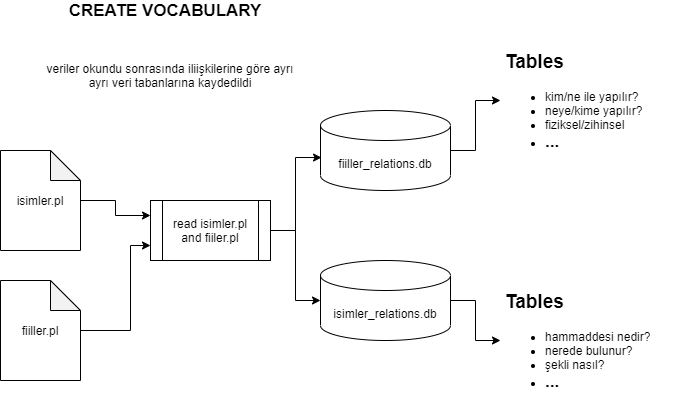 CREATE VOCABULARY
veriler okundu sonrasında iliişkilerine göre ayrı
ayrı veri tabanlarına kaydedildi
isimler.pl
fiiller.pl
read isimler.pl
and fiiler.pl
fiiller_relations.db
isimler_relations.db
Tables
• kim/ne ile yapılır?
• neye/kime yapılır?
• fiziksel/zihinsel
• ...
Tables
• hammaddesi nedir?
• nerede bulunur?
• şekli nasıl?
• ...